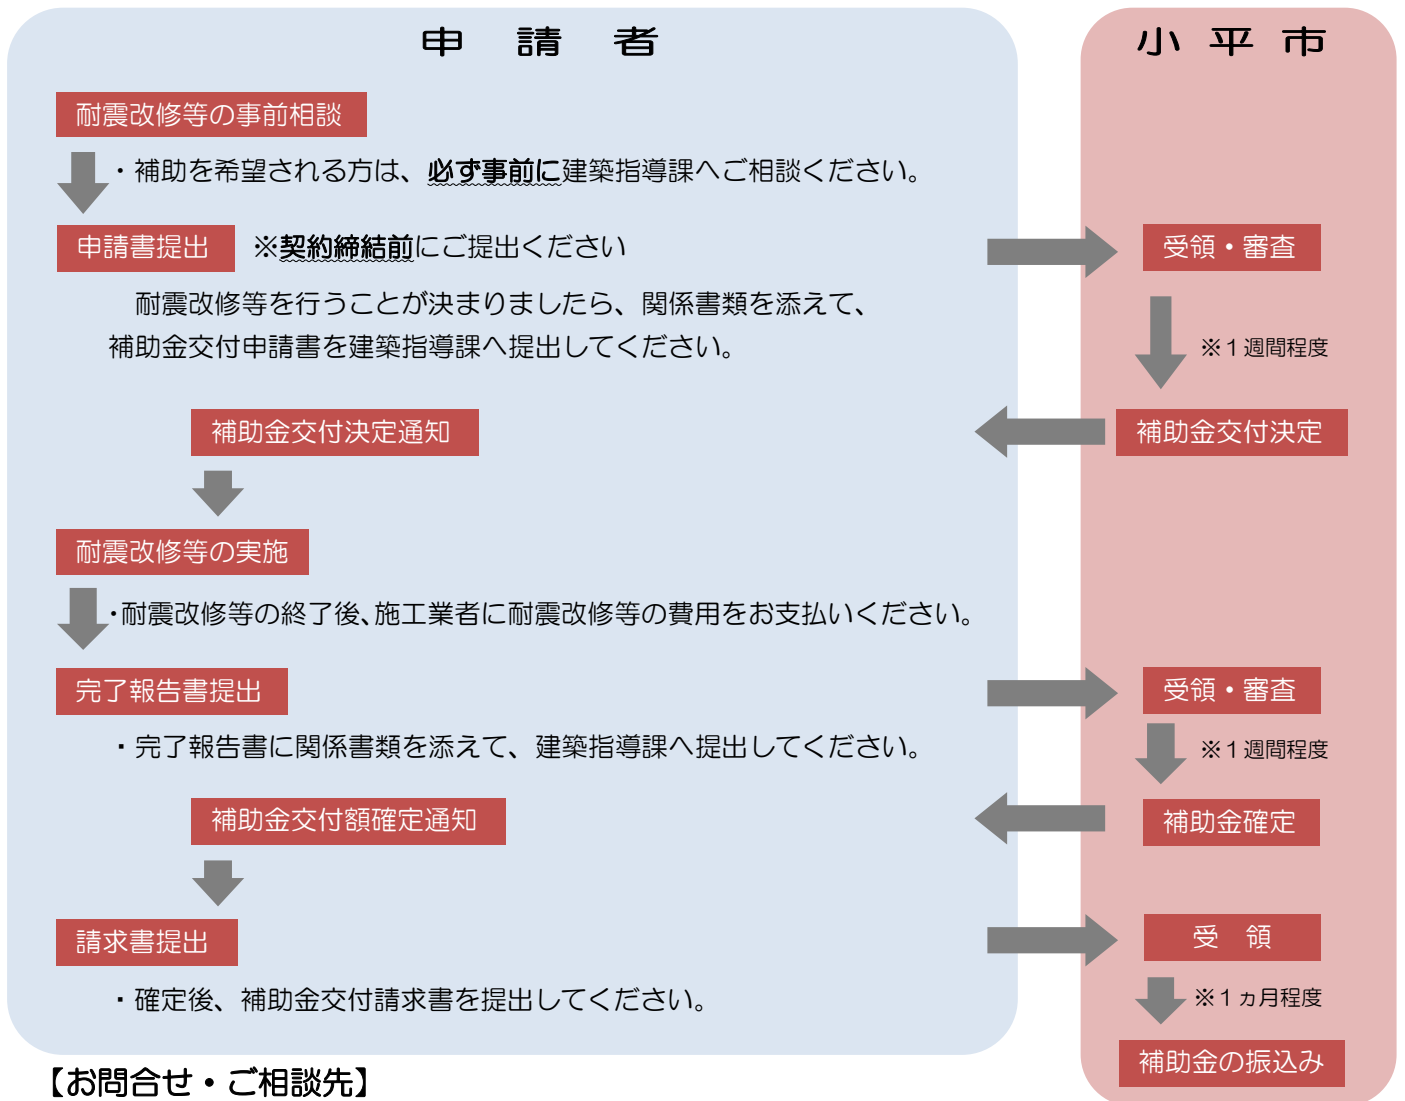 申　請　者
小 平 市
耐震改修等の事前相談
・補助を希望される方は、必ず事前に建築指導課へご相談ください。
申請書提出　※契約締結前にご提出ください
受領・審査
耐震改修等を行うことが決まりましたら、関係書類を添えて、
補助金交付申請書を建築指導課へ提出してください。
※１週間程度
補助金交付決定通知
補助金交付決定
耐震改修等の実施
・耐震改修等の終了後、施工業者に耐震改修等の費用をお支払いください。
完了報告書提出
受領・審査
・完了報告書に関係書類を添えて、建築指導課へ提出してください。
※１週間程度
補助金交付額確定通知
補助金確定
請求書提出
受　領
・確定後、補助金交付請求書を提出してください。
※１ヵ月程度
補助金の振込み
【お問合せ・ご相談先】